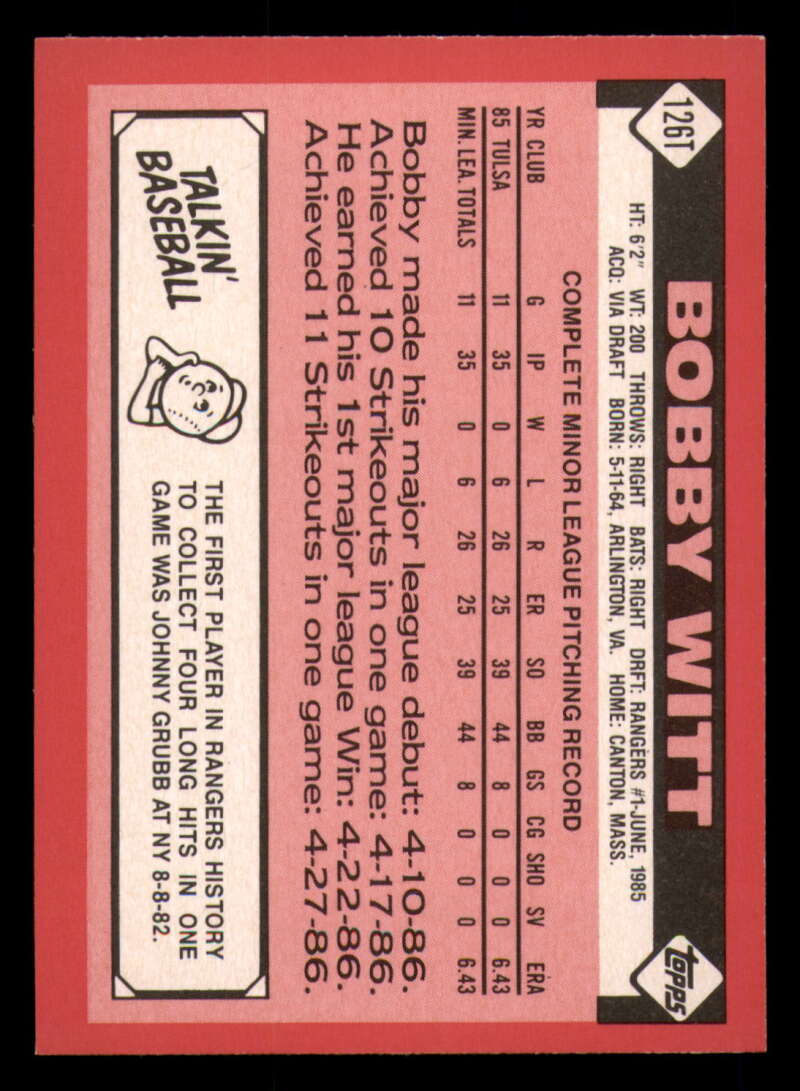 126T
BOBBY WITT
topps
HT: 6'2" WT: 200 THROWS: RIGHT BATS: RIGHT DRFT: RANGERS #1-JUNE, 1985
ACQ: VIA DRAFT BORN: 5-11-64, ARLINGTON, VA. HOME: CANTON, MASS.
COMPLETE MINOR LEAGUE PITCHING RECORD
YR CLUB G IP W L R ER SO BB GS CG SHO SV ERA
85 TULSA 11 35 0 6 26 25 39 44 8 0 0 0 6.43
MIN. LEA. TOTALS 11 35 0 6 26 25 39 44 8 0 0 0 6.43
Bobby made his major league debut: 4-10-86.
Achieved 10 Strikeouts in one game: 4-17-86.
He earned his 1st major league Win: 4-22-86.
Achieved 11 Strikeouts in one game: 4-27-86.
TALKIN'
BASEBALL
THE FIRST PLAYER IN RANGERS HISTORY
TO COLLECT FOUR LONG HITS IN ONE
GAME WAS JOHNNY GRUBB AT NY 8-8-82.